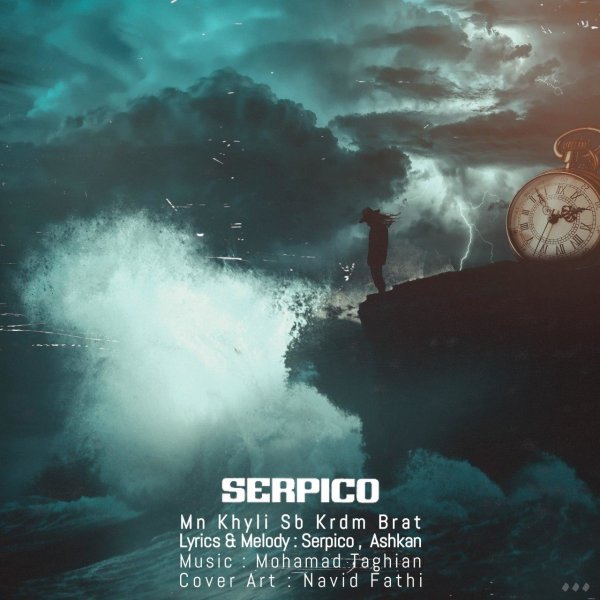 SERPICO
Mn Khyli Sb Krdm Brat
Lyrics & Melody : Serpico , Ashkan
Music : Mohamad Taghian
Cover Art : Navid Fathi